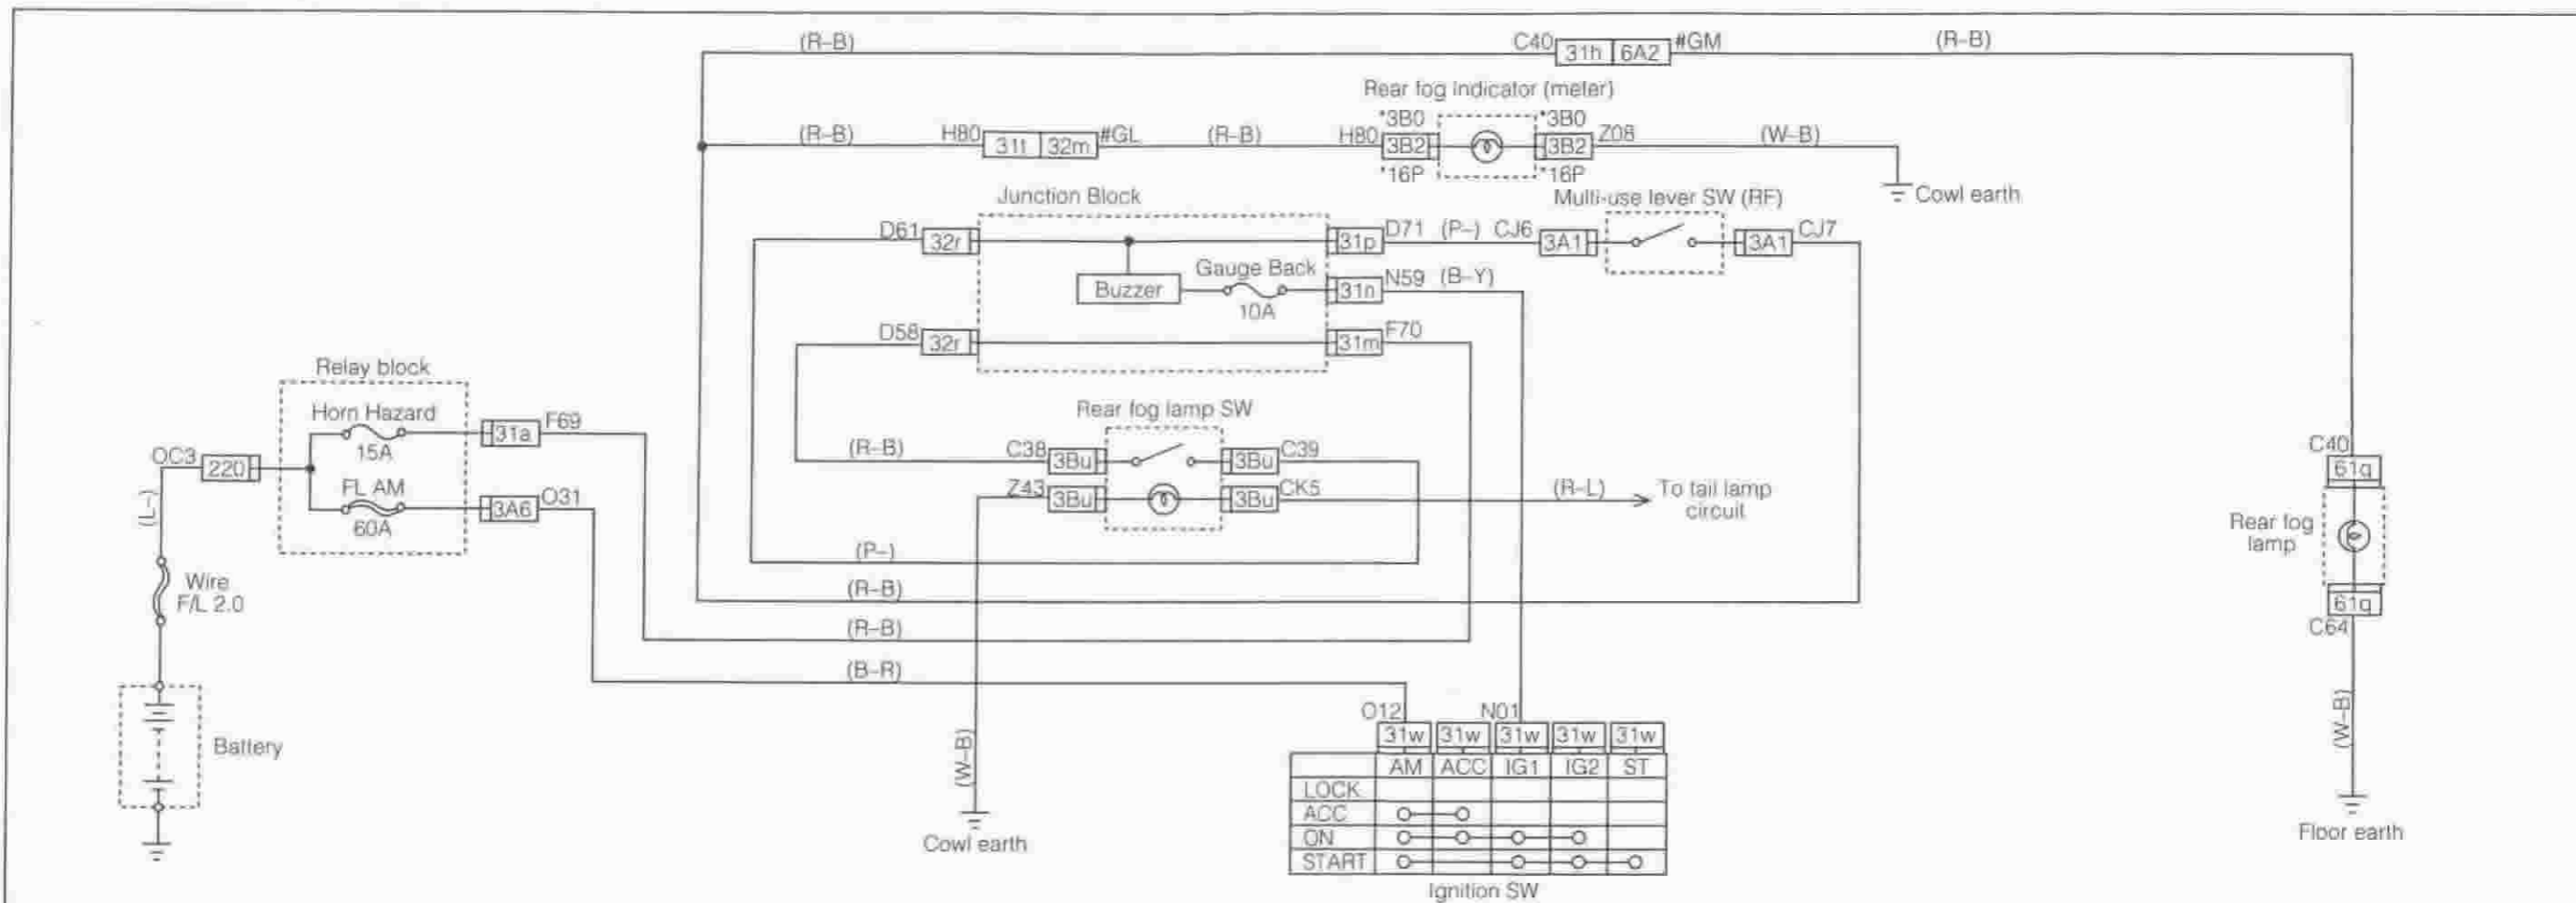 (R-B)
C40 31h 6A2 #GM
(R-B)
Rear fog indicator (meter)
(R-B)
H80 31t 32m #GL
(R-B)
*3B0
H80 3B2
*16P
*3B0
3B2 Z08
*16P
(W-B)
Cowl earth
Junction Block
Multi-use lever SW (RF)
D61 32r
31p D71 (P-) CJ6 3A1
3A1 CJ7
Buzzer
Gauge Back
10A
31n N59 (B-Y)
D58 32r
31m F70
Relay block
Horn Hazard
15A
31a F69
FL AM
60A
3A6 O31
OC3 220
(L-)
Wire
F/L 2.0
Battery
Rear fog lamp SW
(R-B)
C38 3Bu
3Bu C39
Z43 3Bu
3Bu CK5
(R-L)
To tail lamp
circuit
(P-)
(R-B)
(R-B)
(B-R)
(W-B)
Cowl earth
O12
N01
31w 31w 31w 31w 31w
AM ACC IG1 IG2 ST
LOCK
ACC
ON
START
Ignition SW
C40
61q
Rear fog
lamp
61q
C64
(W-B)
Floor earth